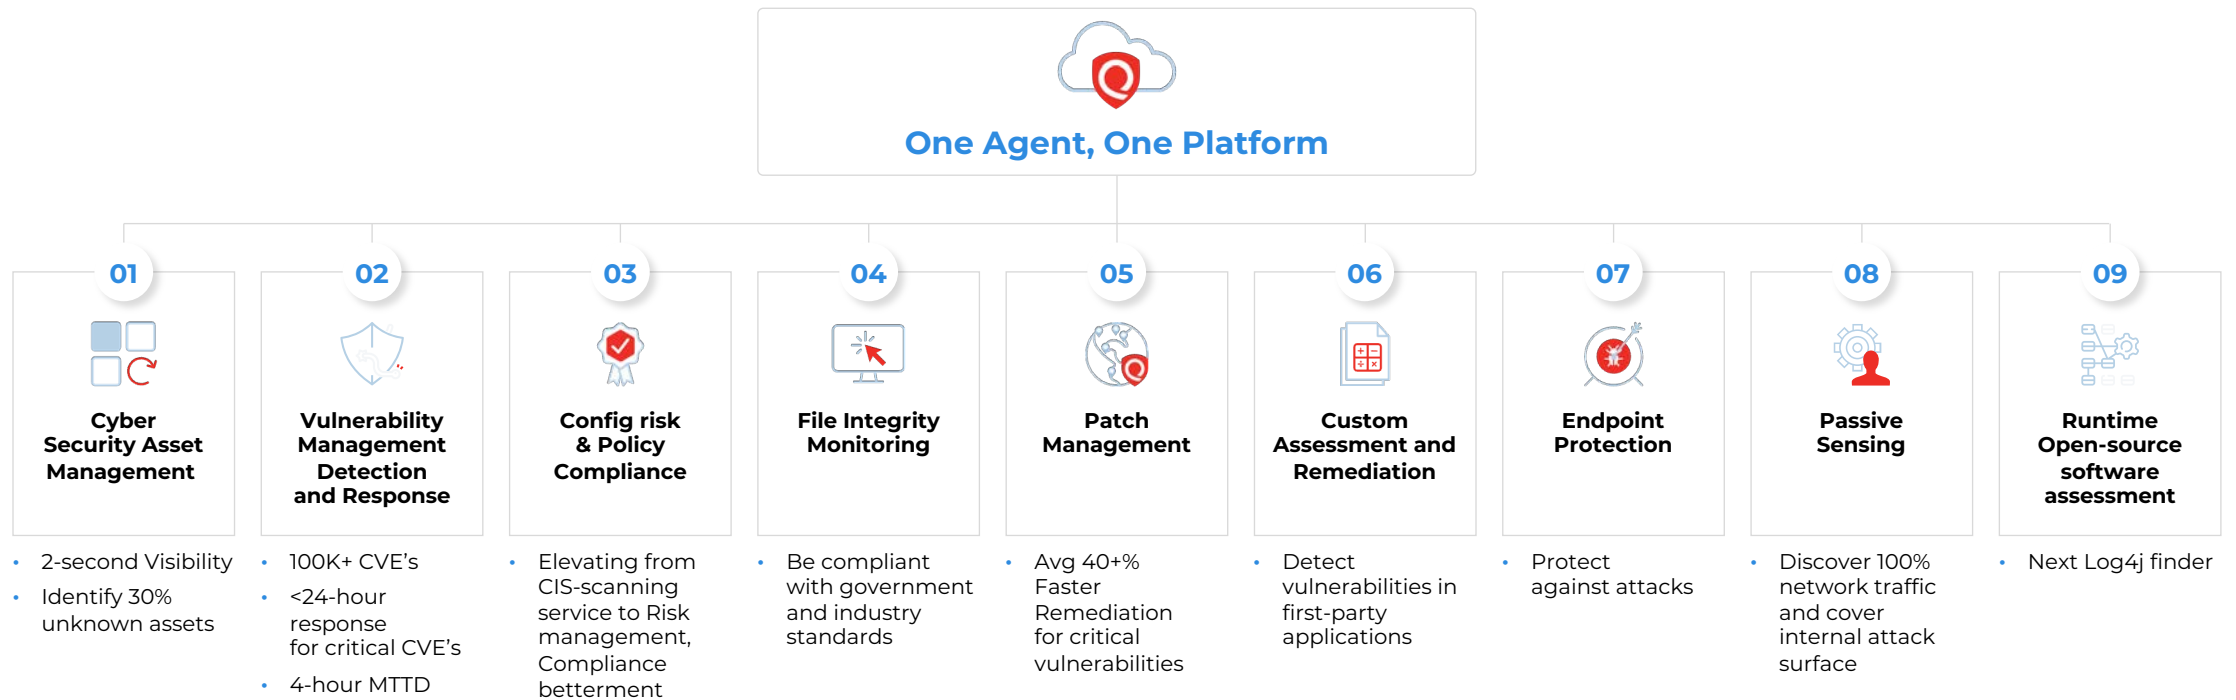 One Agent, One Platform
01
Cyber
Security Asset
Management
• 2-second Visibility
• Identify 30%
unknown assets
02
Vulnerability
Management
Detection
and Response
• 100K+ CVE's
• <24-hour
response
for critical CVE's
• 4-hour MTTD
03
Config risk
& Policy
Compliance
• Elevating from
CIS-scanning
service to Risk
management,
Compliance
betterment
04
File Integrity
Monitoring
• Be compliant
with government
and industry
standards
05
Patch
Management
• Avg 40+%
Faster
Remediation
for critical
vulnerabilities
06
Custom
Assessment and
Remediation
• Detect
vulnerabilities in
first-party
applications
07
Endpoint
Protection
• Protect
against attacks
08
Passive
Sensing
• Discover 100%
network traffic
and cover
internal attack
surface
09
Runtime
Open-source
software
assessment
• Next Log4j finder